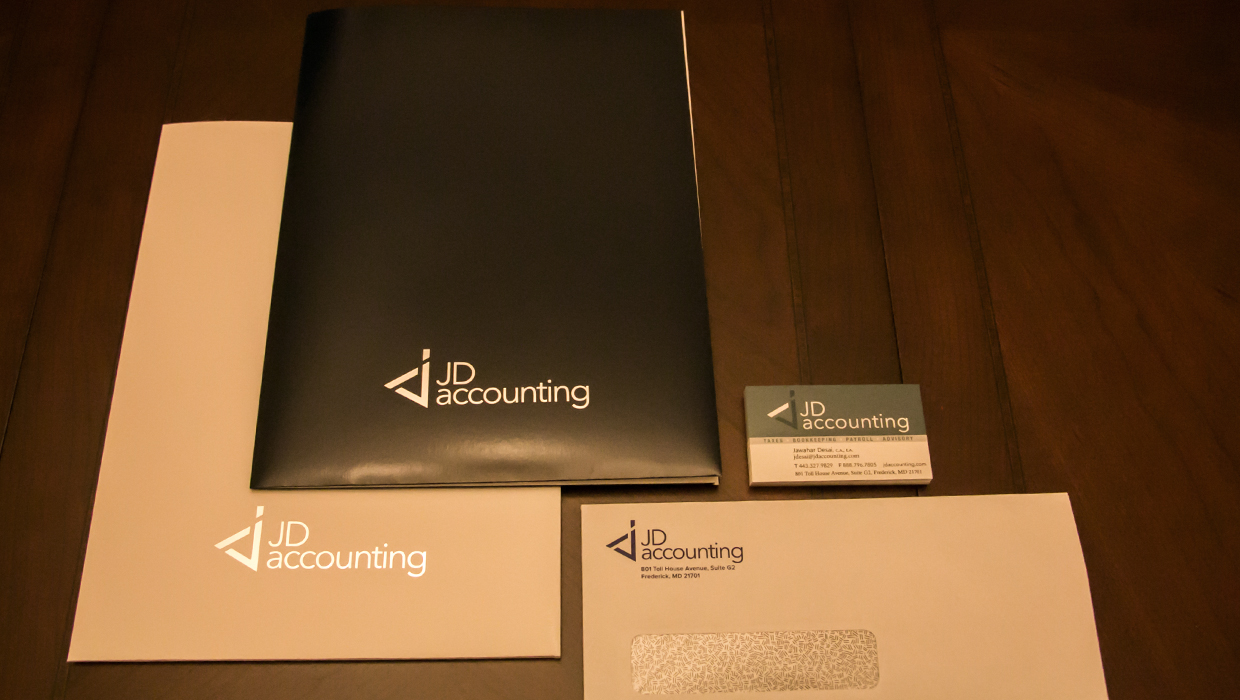 JD
accounting
JD
accounting
JD
accounting
TAXES BOOKKEEPING PAYROLL ADVISORY
Jawahar Desai, C.A., E.A.
jdesai@jdaccounting.com
T 443.227.9829 F 888.796.7805 jdaccounting.com
801 Toll House Avenue, Suite G2, Frederick, MD 21701
JD
accounting
801 Toll House Avenue, Suite G2
Frederick, MD 21701